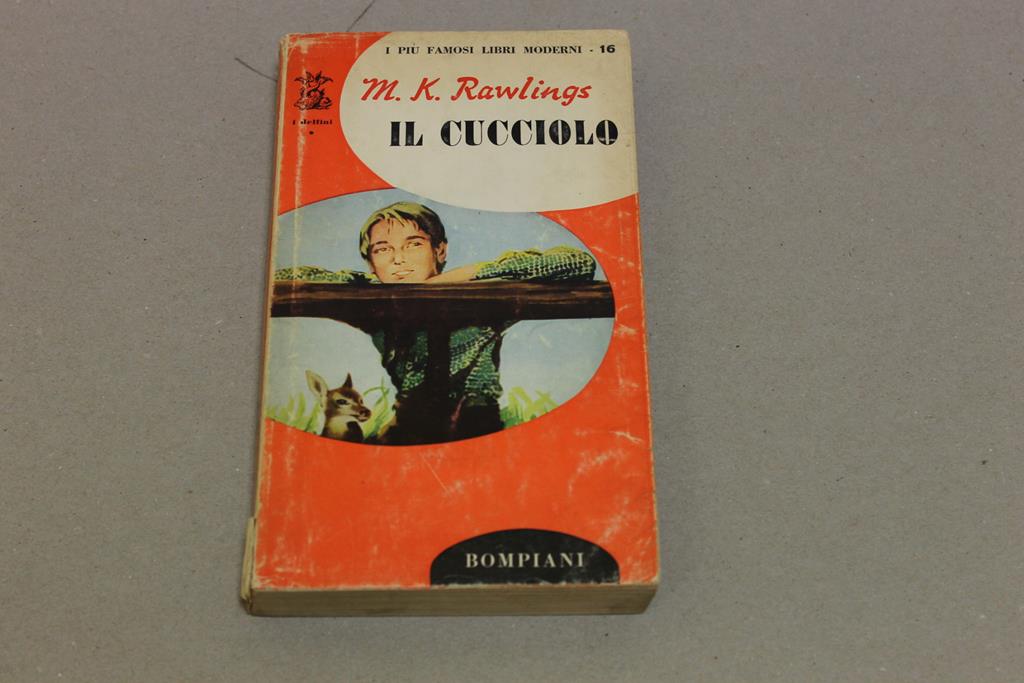 I PIÙ FAMOSI LIBRI MODERNI - 16
M. K. Rawlings
IL CUCCIOLO
i delfini
BOMPIANI